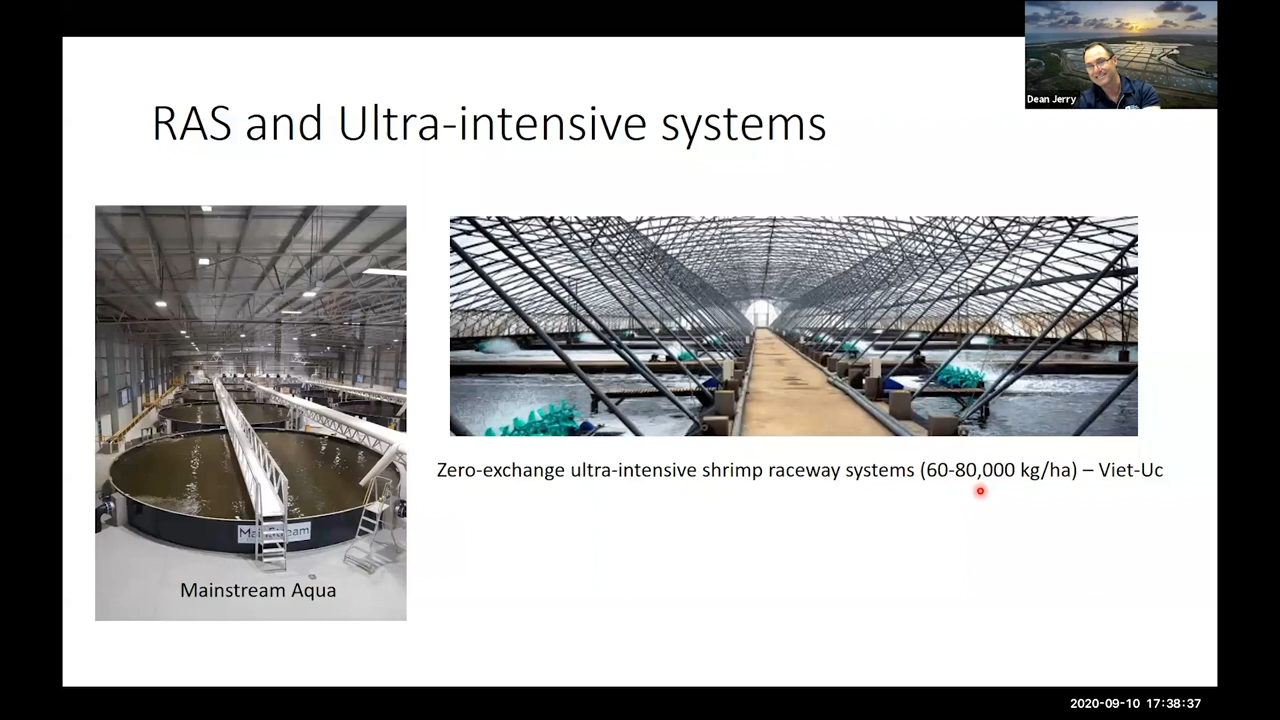 Dean Jerry
RAS and Ultra-intensive systems
MainStream
Mainstream Aqua
Zero-exchange ultra-intensive shrimp raceway systems (60-80,000 kg/ha) – Viet-Uc
2020-09-10 17:38:37